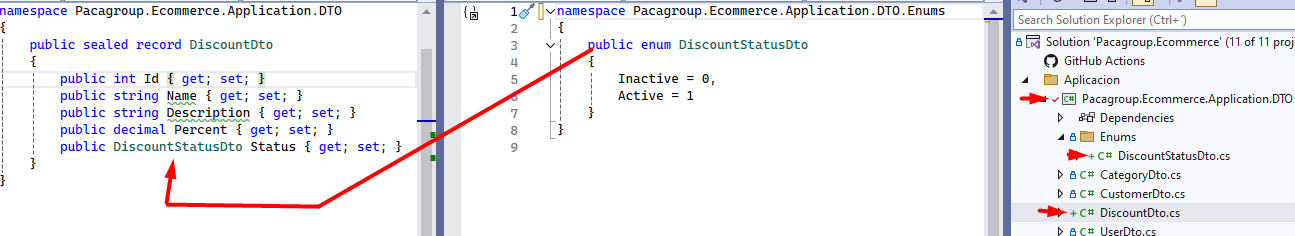 namespace Pacagroup.Ecommerce.Application.DTO
{
public sealed record DiscountDto
{
public int Id { get; set; }
public string Name { get; set; }
public string Description { get; set; }
public decimal Percent { get; set; }
public DiscountStatusDto Status { get; set; }
}
}
1 namespace Pacagroup.Ecommerce.Application.DTO.Enums
2 {
3 public enum DiscountStatusDto
4 {
5 Inactive = 0,
6 Active = 1
7 }
8 }
9
Search Solution Explorer (Ctrl+´)
Solution 'Pacagroup.Ecommerce' (11 of 11 proje
GitHub Actions
Aplicacion
C# Pacagroup.Ecommerce.Application.DTO
Dependencies
Enums
+ C# DiscountStatusDto.cs
C# CategoryDto.cs
C# CustomerDto.cs
+ C# DiscountDto.cs
C# UserDto.cs